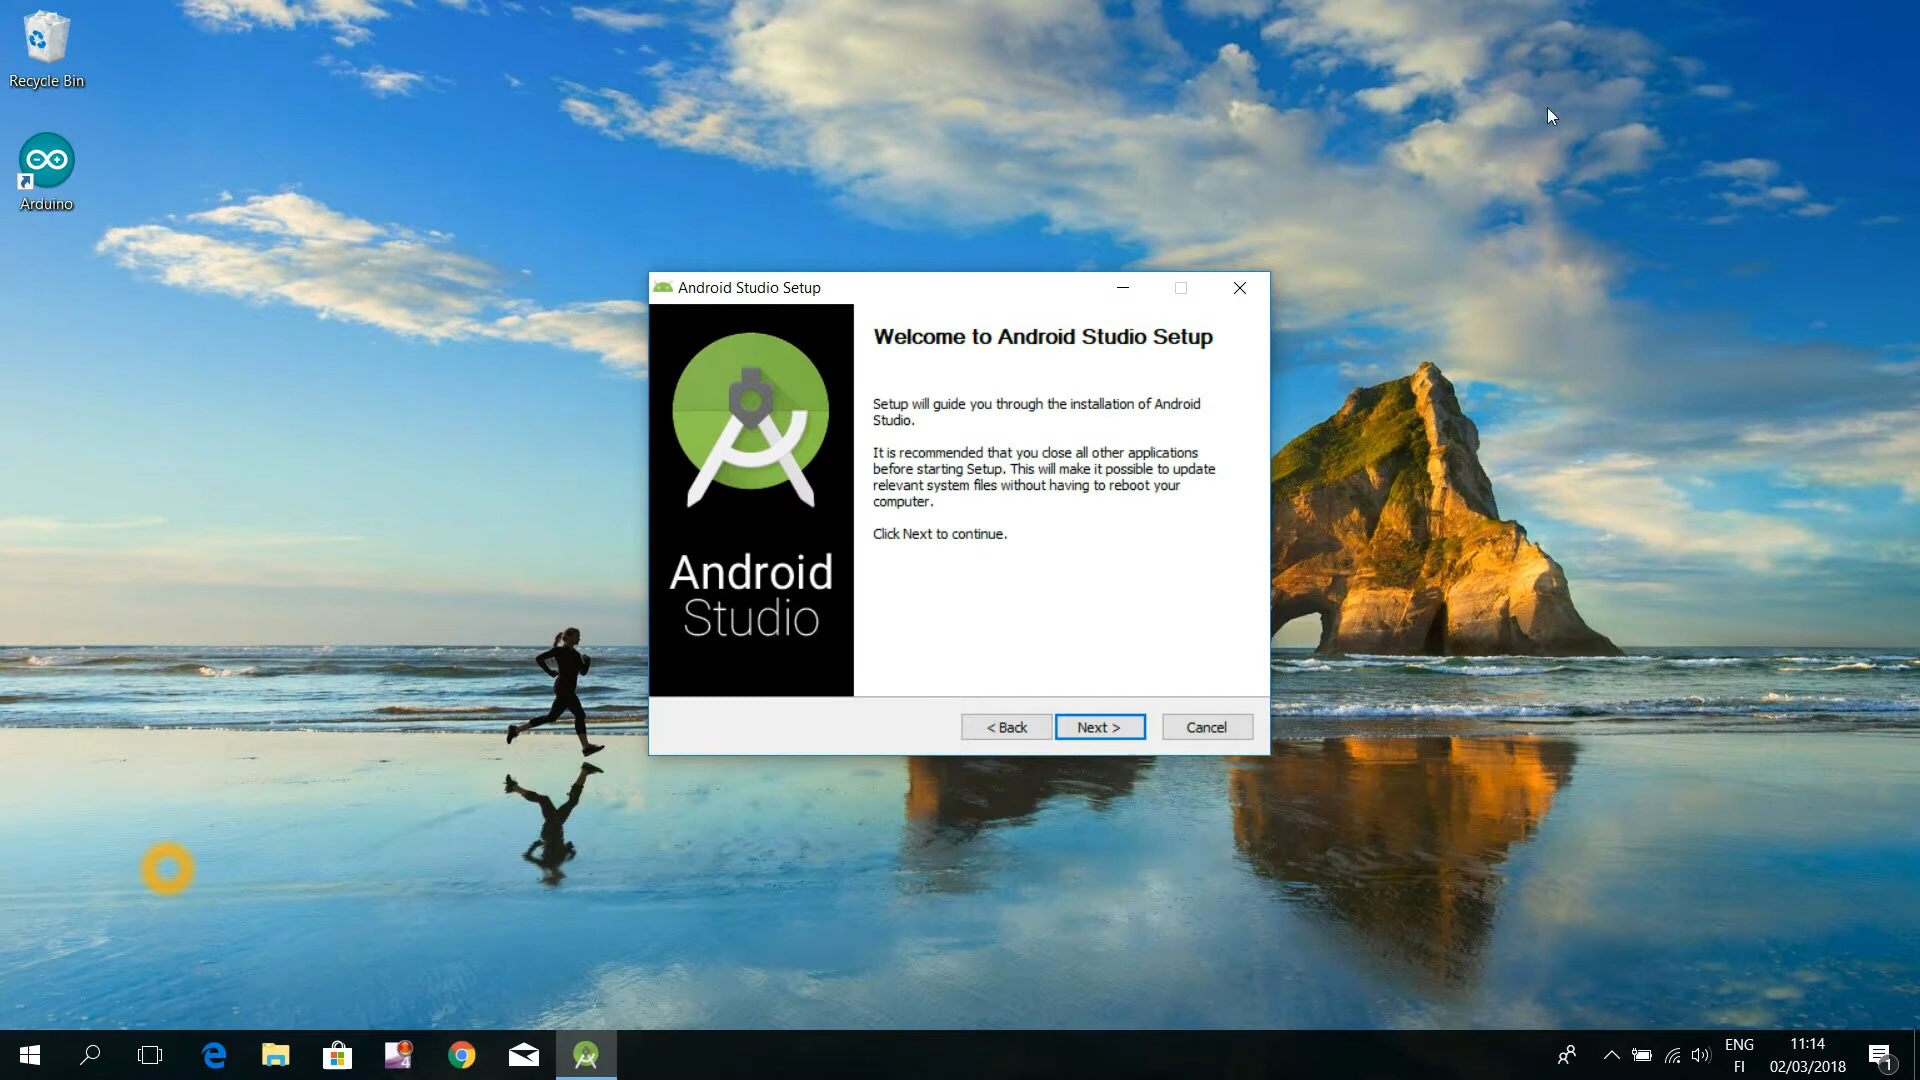 Recycle Bin
Arduino
Android Studio Setup
Welcome to Android Studio Setup
Setup will guide you through the installation of Android
Studio.
It is recommended that you close all other applications
before starting Setup. This will make it possible to update
relevant system files without having to reboot your
computer.
Click Next to continue.
Android
Studio
< Back
Next >
Cancel
4
ENG
FI
11:14
02/03/2018
1